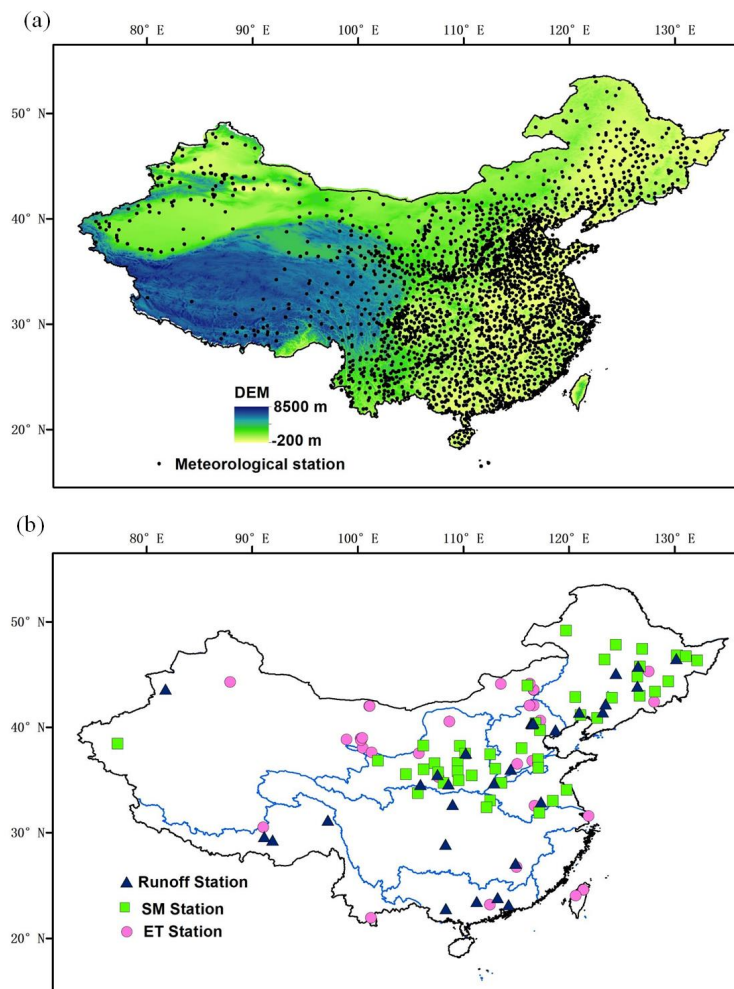 (a)
80° E 90° E 100° E 110° E 120° E 130° E
50° N
40° N
30° N
20° N
DEM
8500 m
-200 m
Meteorological station
(b)
80° E 90° E 100° E 110° E 120° E 130° E
50° N
40° N
30° N
20° N
Runoff Station
SM Station
ET Station